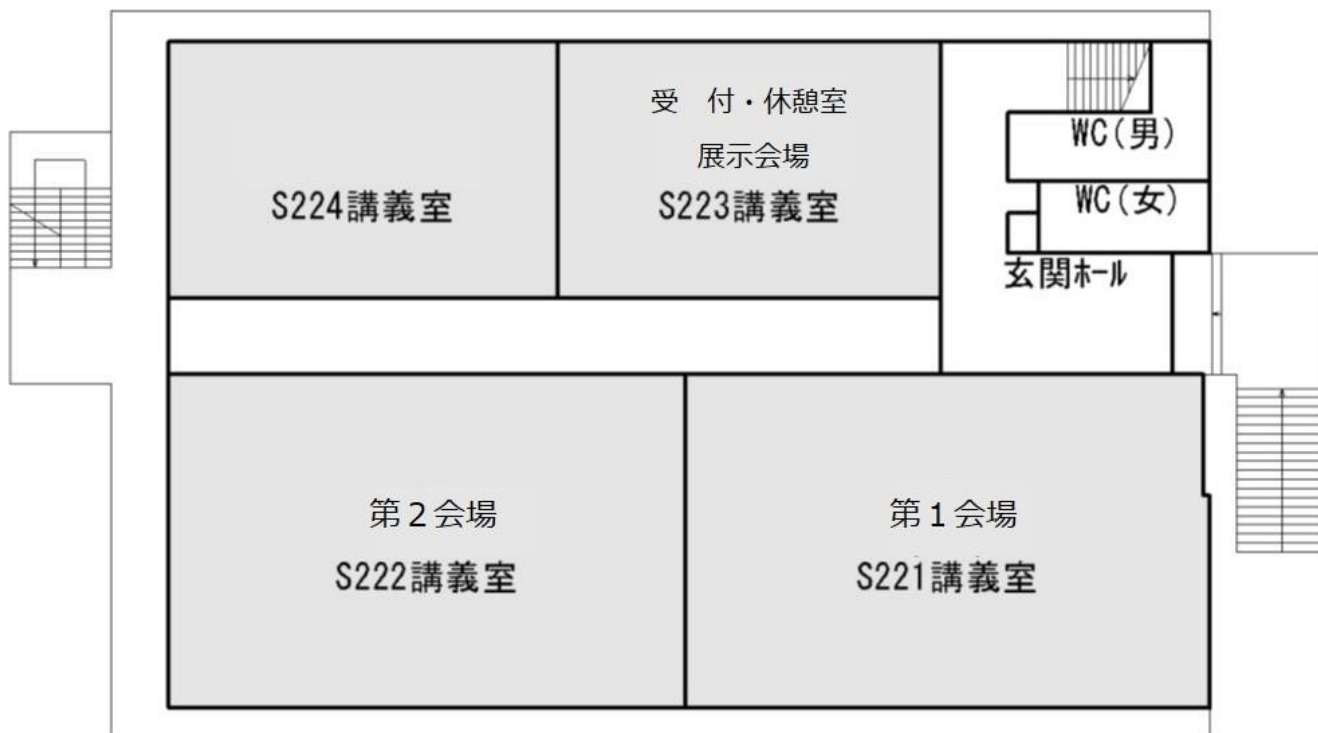 受　付・休憩室
展示会場
S224講義室
S223講義室
WC(男)
WC(女)
玄関ﾎｰﾙ
第２会場
S222講義室
第１会場
S221講義室